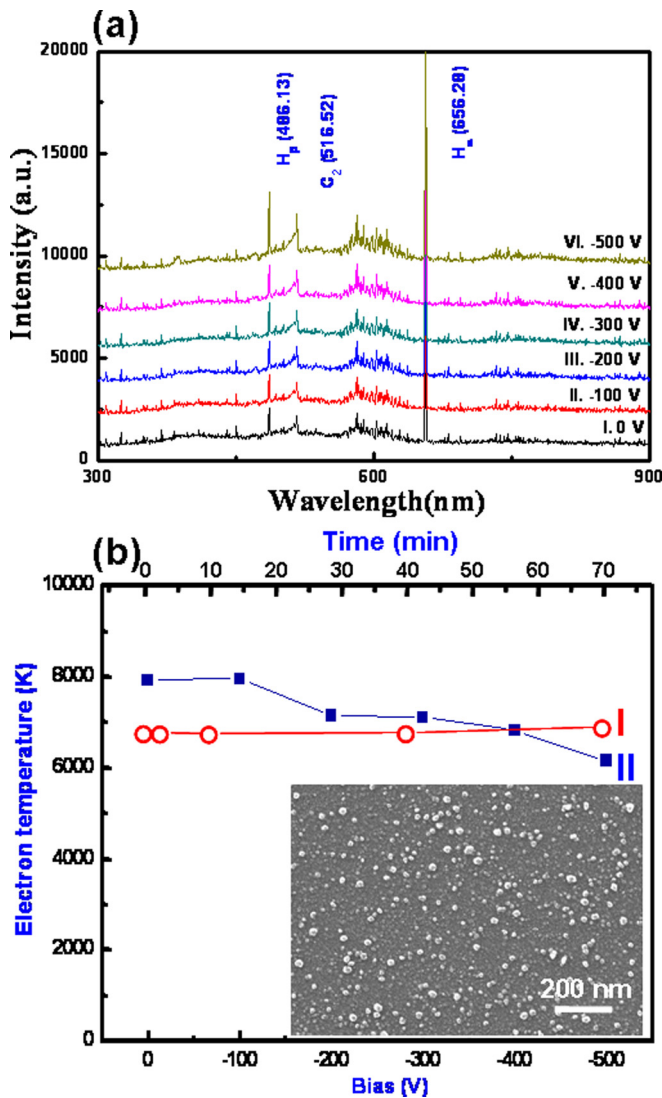 (a)
20000
15000
10000
5000
0
Intensity (a.u.)
Hβ (486.13)
C2 (516.52)
Hα (656.28)
VI. -500 V
V. -400 V
IV. -300 V
III. -200 V
II. -100 V
I. 0 V
300 600 900
Wavelength(nm)
(b)
Time (min)
0 10 20 30 40 50 60 70
10000
8000
6000
4000
2000
0
Electron temperature (K)
I
II
200 nm
0 -100 -200 -300 -400 -500
Bias (V)